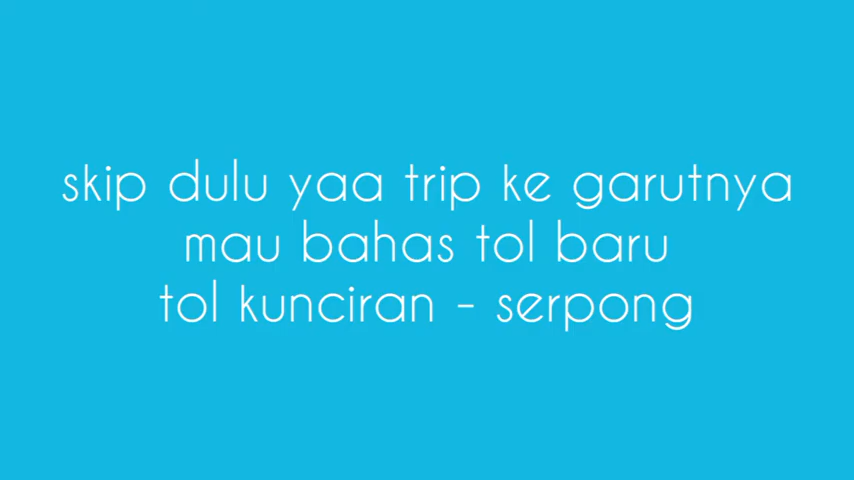 skip dulu yaa trip ke garutnya
mau bahas tol baru
tol kunciran - serpong